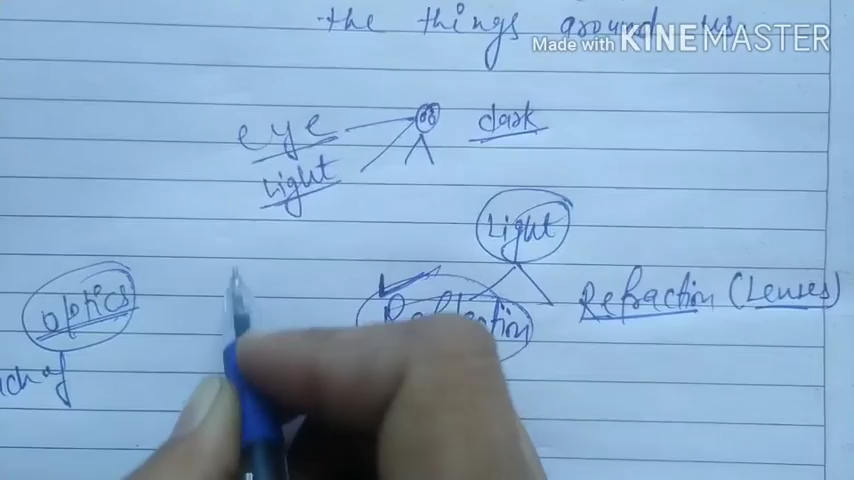 the things around us
Made with KINEMASTER
eye dark
Light
Light
optics Reflection Refraction (Lenses)